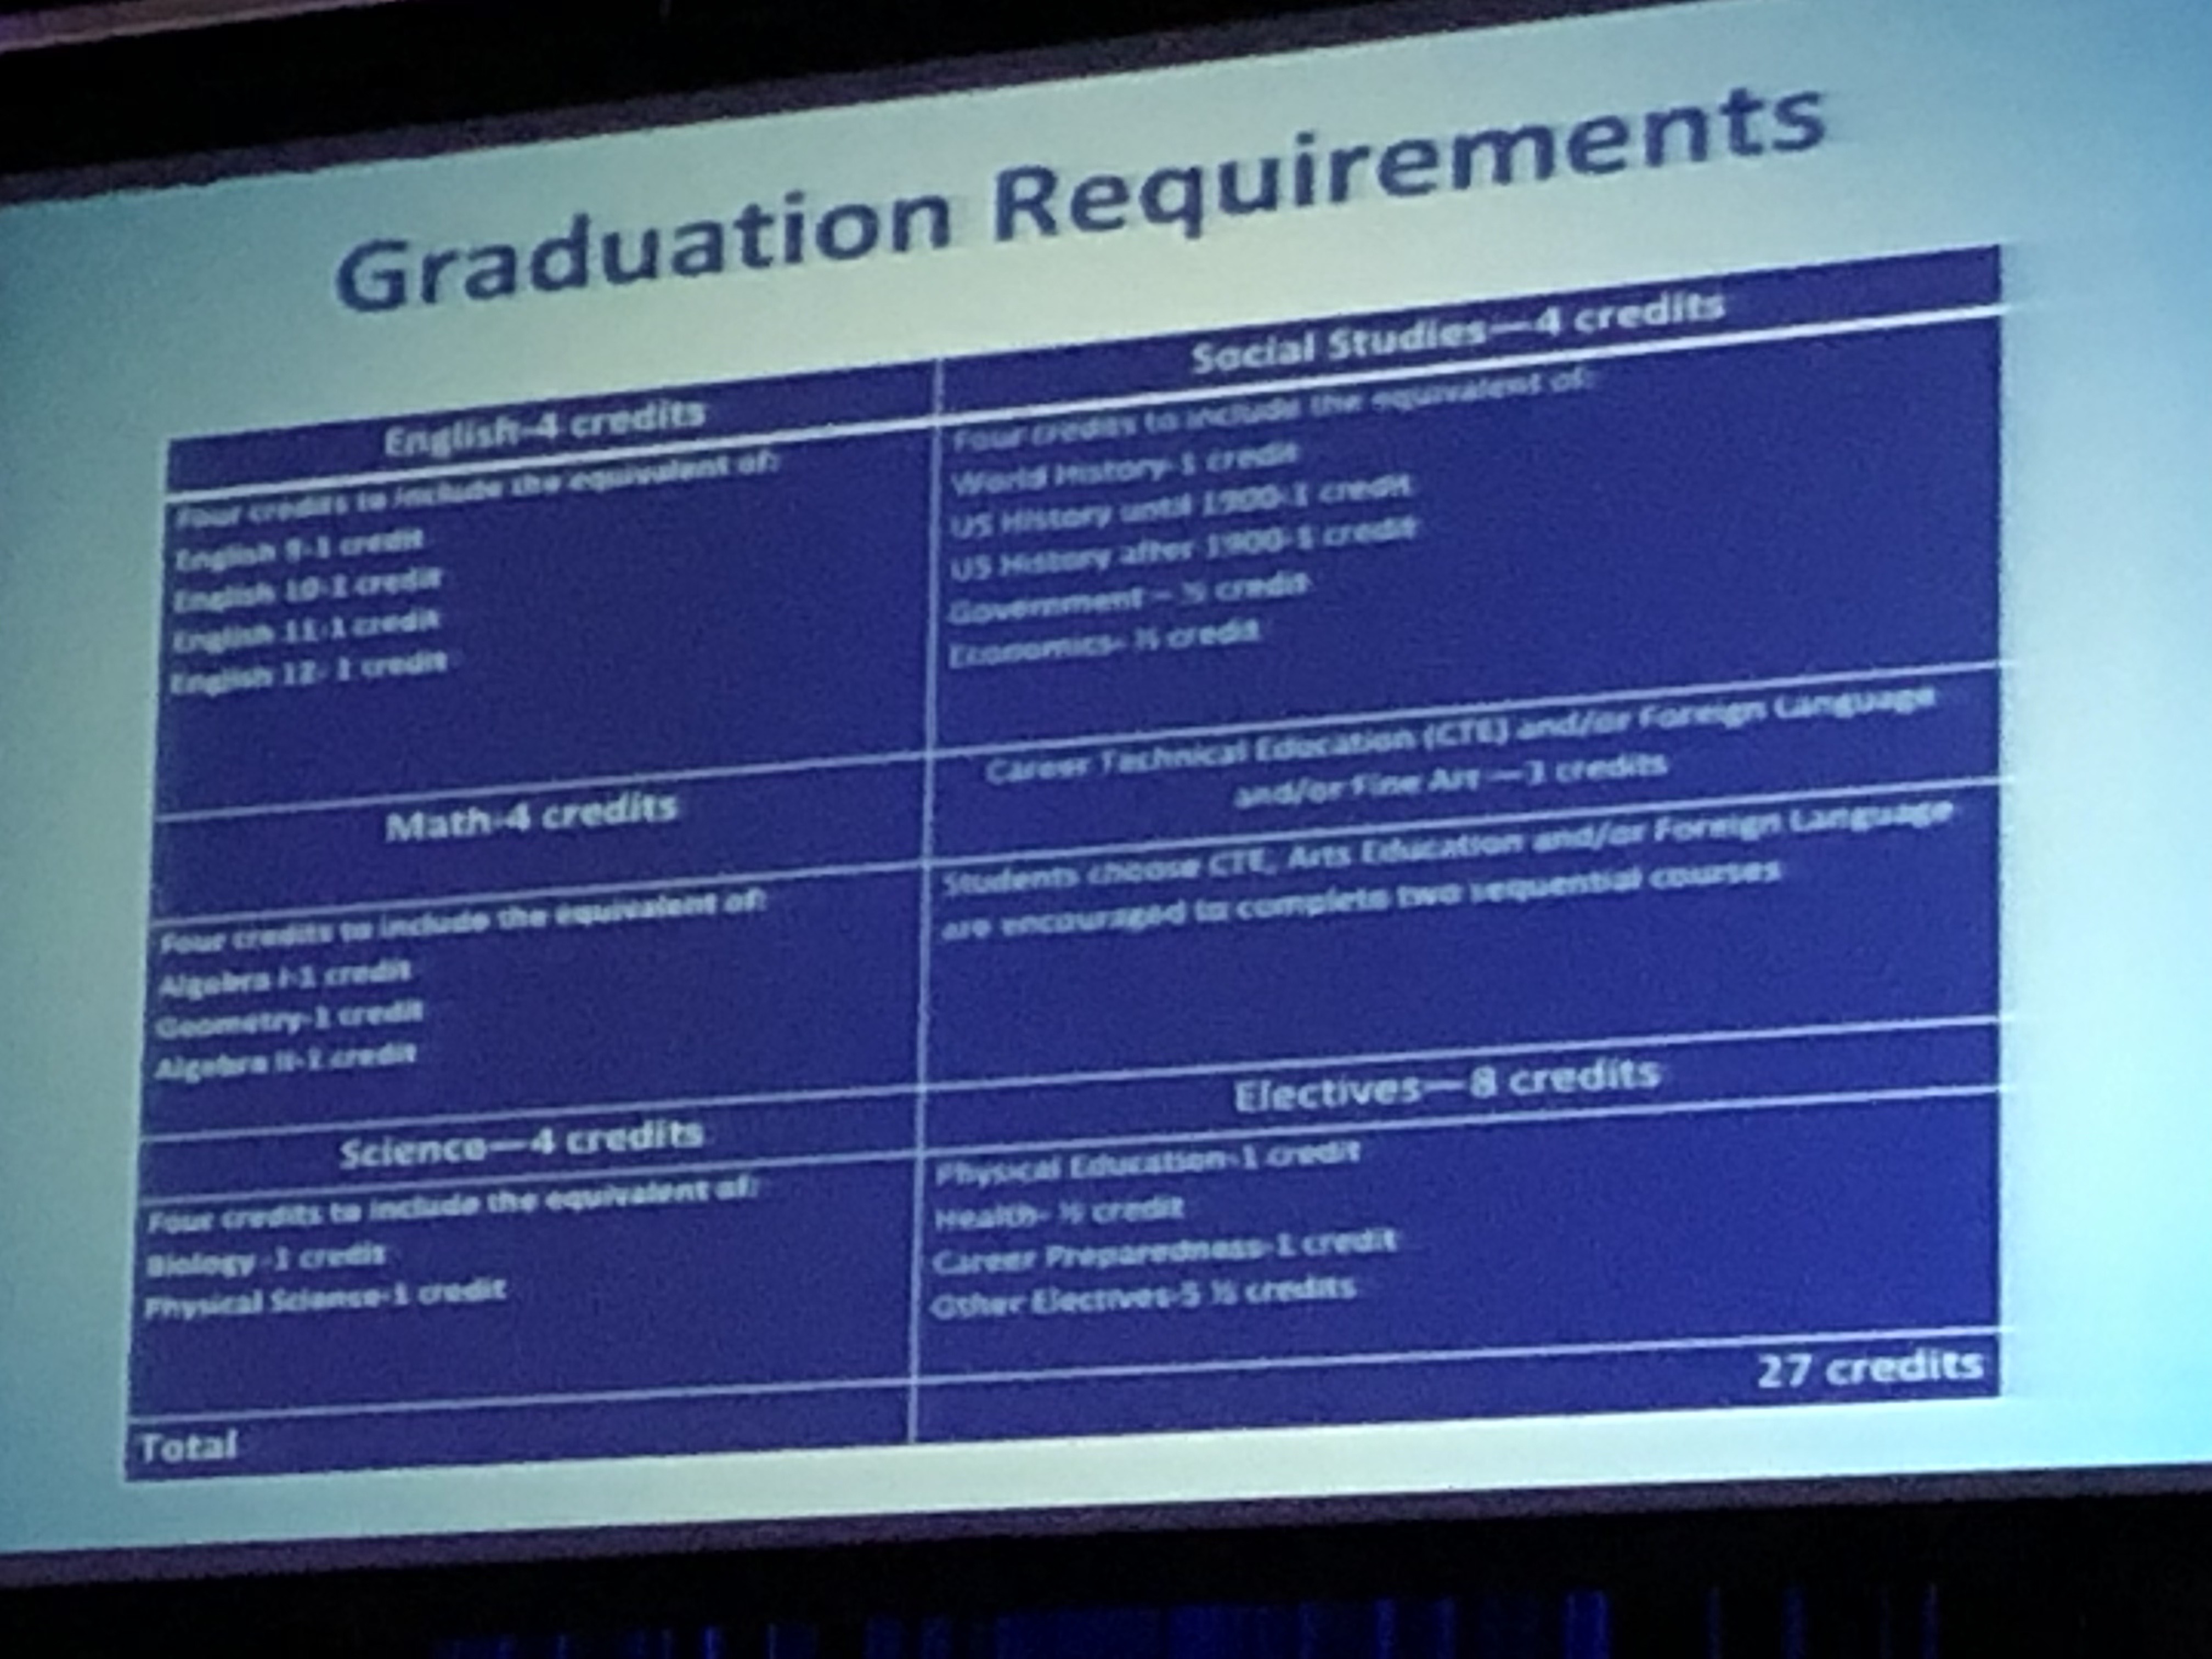 Graduation Requirements
English-4 credits
Four credits to include the equivalent of:
English 9-1 credit
English 10-1 credit
English 11-1 credit
English 12- 1 credit
Social Studies—4 credits
Four credits to include the equivalent of:
World History-1 credit
US History until 1900-1 credit
US History after 1900-1 credit
Government – ½ credit
Economics- ½ credit
Math-4 credits
Four credits to include the equivalent of:
Algebra I-1 credit
Geometry-1 credit
Algebra II-1 credit
Career Technical Education (CTE) and/or Foreign Language
and/or Fine Art — 3 credits
Students choose CTE, Arts Education and/or Foreign Language
are encouraged to complete two sequential courses
Science—4 credits
Four credits to include the equivalent of:
Biology -1 credit
Physical Science-1 credit
Electives—8 credits
Physical Education-1 credit
Health- ½ credit
Career Preparedness-1 credit
Other Electives-5 ½ credits
Total
27 credits